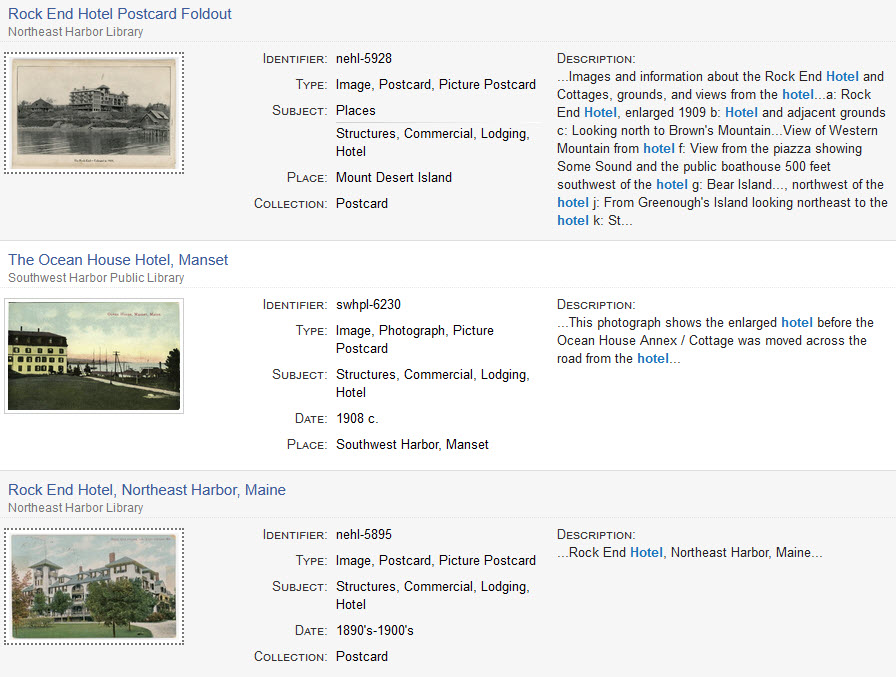 Rock End Hotel Postcard Foldout
Northeast Harbor Library
IDENTIFIER: nehl-5928
TYPE: Image, Postcard, Picture Postcard
SUBJECT: Places
Structures, Commercial, Lodging,
Hotel
PLACE: Mount Desert Island
COLLECTION: Postcard
DESCRIPTION:
...Images and information about the Rock End Hotel and
Cottages, grounds, and views from the hotel...a: Rock
End Hotel, enlarged 1909 b: Hotel and adjacent grounds
c: Looking north to Brown's Mountain...View of Western
Mountain from hotel f: View from the piazza showing
Some Sound and the public boathouse 500 feet
southwest of the hotel g: Bear Island..., northwest of the
hotel j: From Greenough's Island looking northeast to the
hotel k: St...
The Ocean House Hotel, Manset
Southwest Harbor Public Library
IDENTIFIER: swhpl-6230
TYPE: Image, Photograph, Picture
Postcard
SUBJECT: Structures, Commercial, Lodging,
Hotel
DATE: 1908 c.
PLACE: Southwest Harbor, Manset
DESCRIPTION:
...This photograph shows the enlarged hotel before the
Ocean House Annex / Cottage was moved across the
road from the hotel...
Rock End Hotel, Northeast Harbor, Maine
Northeast Harbor Library
IDENTIFIER: nehl-5895
TYPE: Image, Postcard, Picture Postcard
SUBJECT: Structures, Commercial, Lodging,
Hotel
DATE: 1890's-1900's
COLLECTION: Postcard
DESCRIPTION:
...Rock End Hotel, Northeast Harbor, Maine...